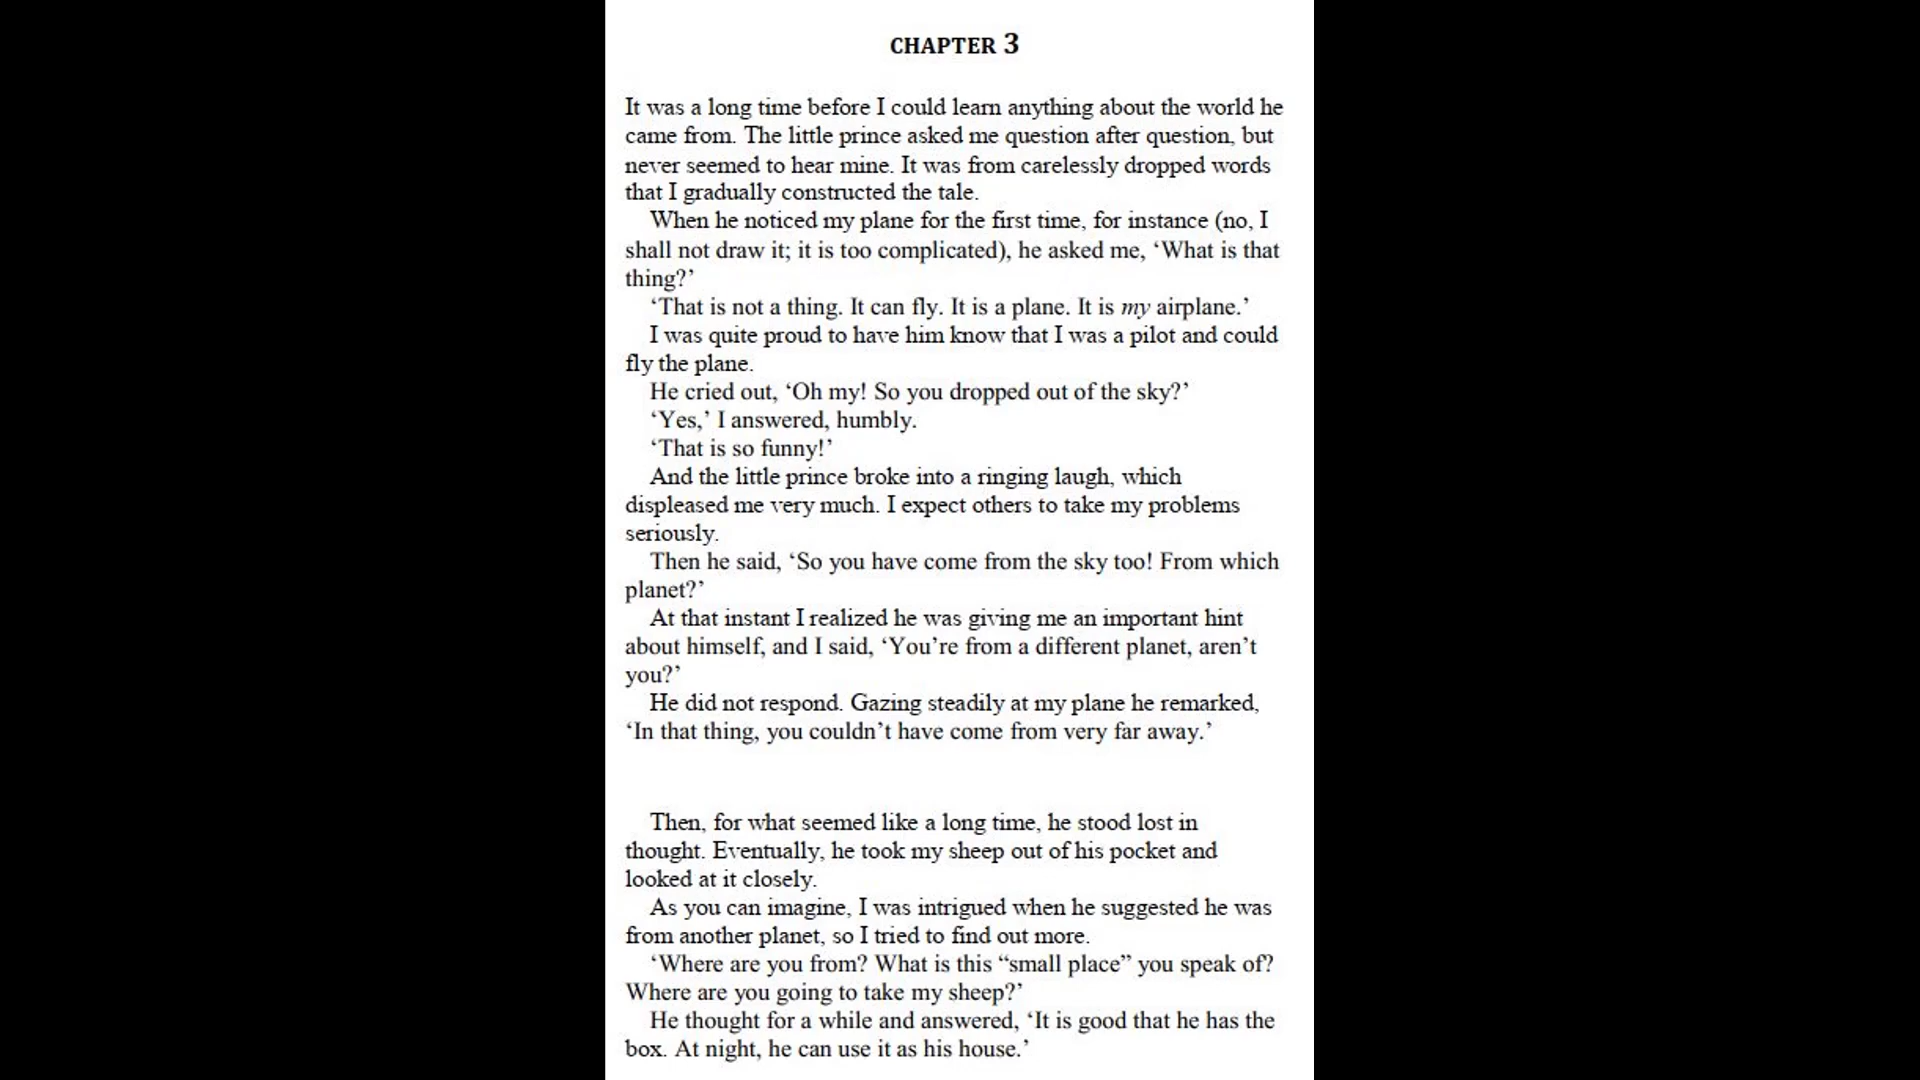 CHAPTER 3
It was a long time before I could learn anything about the world he
came from. The little prince asked me question after question, but
never seemed to hear mine. It was from carelessly dropped words
that I gradually constructed the tale.
When he noticed my plane for the first time, for instance (no, I
shall not draw it; it is too complicated), he asked me, ‘What is that
thing?’
‘That is not a thing. It can fly. It is a plane. It is my airplane.’
I was quite proud to have him know that I was a pilot and could
fly the plane.
He cried out, ‘Oh my! So you dropped out of the sky?’
‘Yes,’ I answered, humbly.
‘That is so funny!’
And the little prince broke into a ringing laugh, which
displeased me very much. I expect others to take my problems
seriously.
Then he said, ‘So you have come from the sky too! From which
planet?’
At that instant I realized he was giving me an important hint
about himself, and I said, ‘You’re from a different planet, aren’t
you?’
He did not respond. Gazing steadily at my plane he remarked,
‘In that thing, you couldn’t have come from very far away.’
Then, for what seemed like a long time, he stood lost in
thought. Eventually, he took my sheep out of his pocket and
looked at it closely.
As you can imagine, I was intrigued when he suggested he was
from another planet, so I tried to find out more.
‘Where are you from? What is this “small place” you speak of?
Where are you going to take my sheep?’
He thought for a while and answered, ‘It is good that he has the
box. At night, he can use it as his house.’